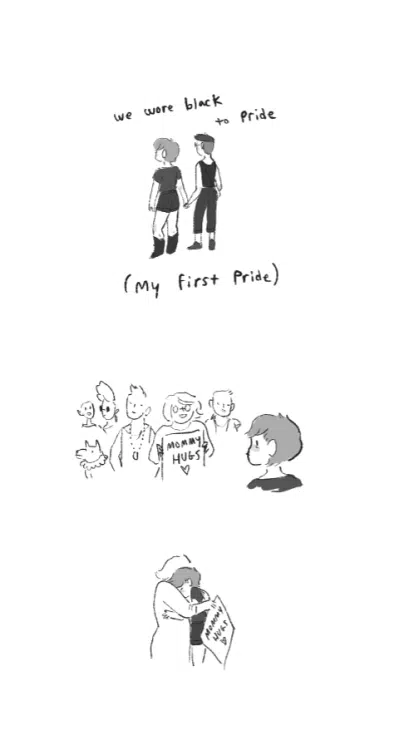 we wore black
to pride
(My first Pride)
MOMMY
HUGS
MOMMY
HUGS